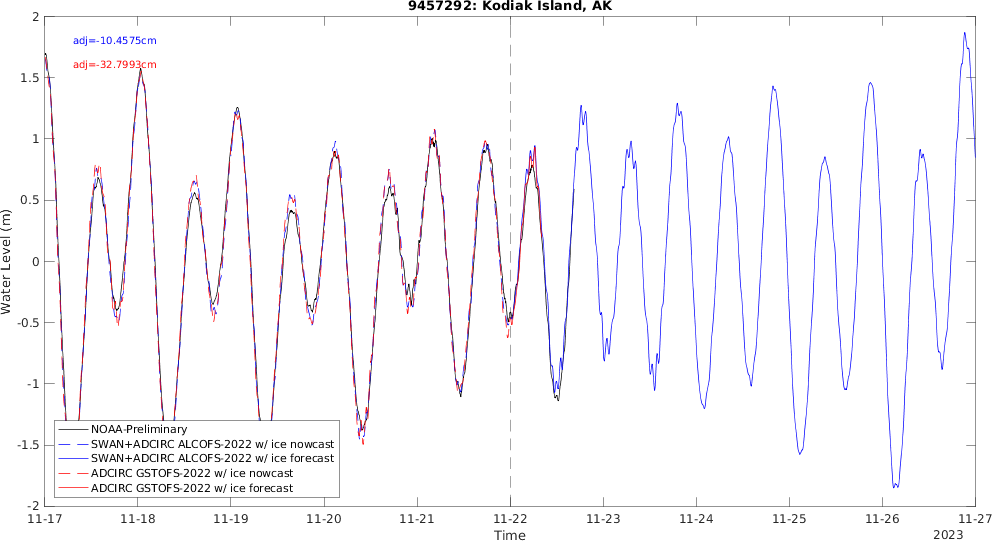 9457292: Kodiak Island, AK
adj=-10.4575cm
adj=-32.7993cm
Water Level (m)
2
1.5
1
0.5
0
-0.5
-1
-1.5
-2
NOAA-Preliminary
SWAN+ADCIRC ALCOFS-2022 w/ ice nowcast
SWAN+ADCIRC ALCOFS-2022 w/ ice forecast
ADCIRC GSTOFS-2022 w/ ice nowcast
ADCIRC GSTOFS-2022 w/ ice forecast
11-17 11-18 11-19 11-20 11-21 11-22 11-23 11-24 11-25 11-26 11-27
Time
2023